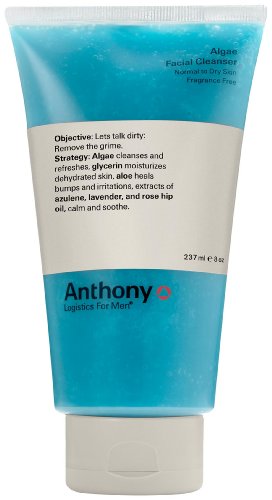 Algae
Facial Cleanser
Normal to Dry Skin
Fragrance Free
Objective: Lets talk dirty:
Remove the grime.
Strategy: Algae cleanses and
refreshes, glycerin moisturizes
dehydrated skin, aloe heals
bumps and irritations, extracts of
azulene, lavender, and rose hip
oil, calm and soothe.
237 ml e 8 oz
Anthony
Logistics For Men®